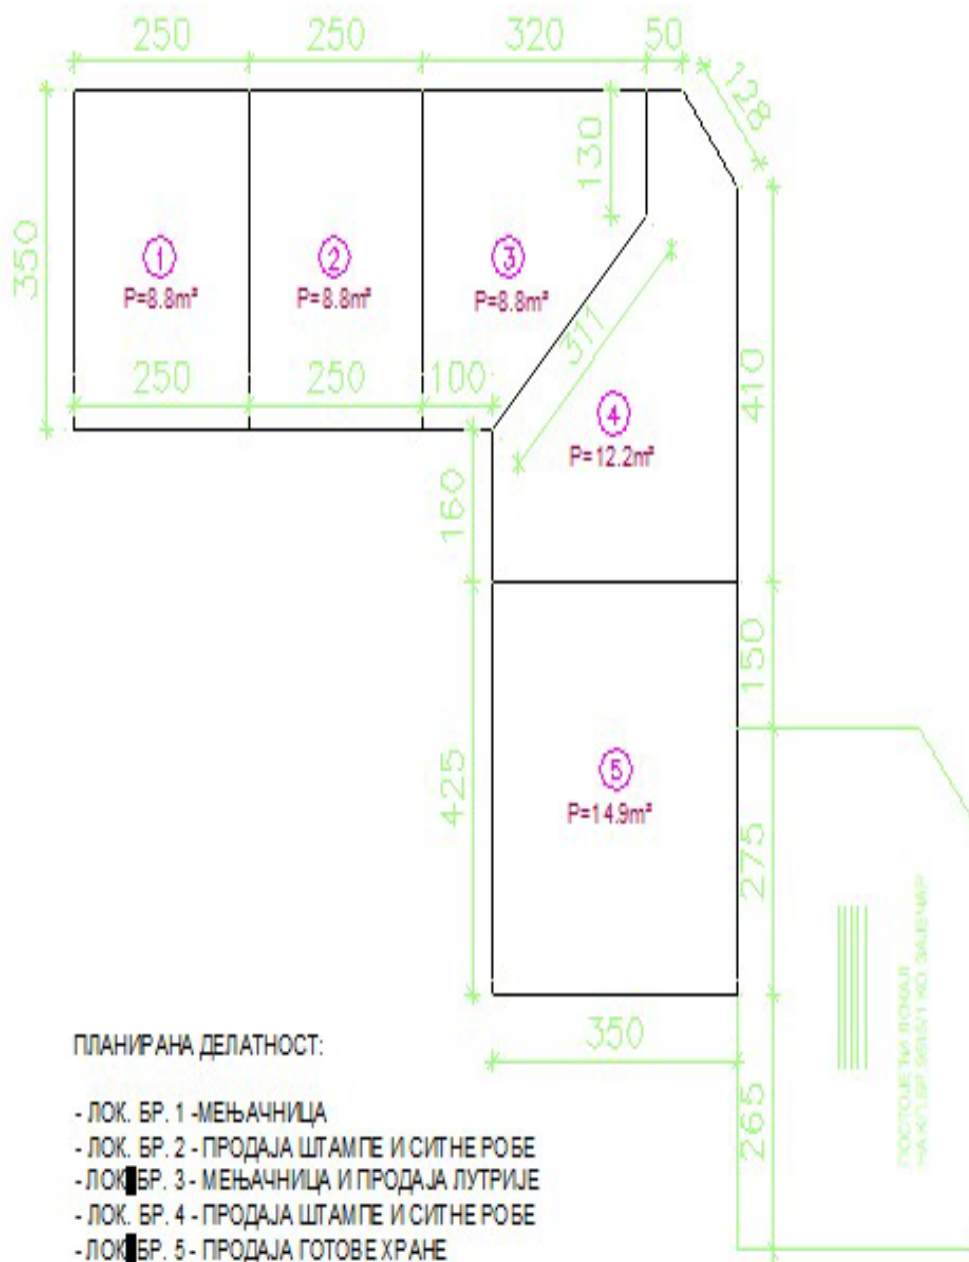 250 250 320 50
128
130
350
1 2 3
P=8.8m² P=8.8m² P=8.8m²
311
250 250 100
410
4
P=12.2m²
160
150
5
P=14.9m²
425
275
350
265
ПОСТОЈЕЋИ ЛОКАЛ
КО ЗАЈЕЧАР
ПЛАНИРАНА ДЕЛАТНОСТ:
- ЛОК. БР. 1 -МЕЊАЧНИЦА
- ЛОК. БР. 2 - ПРОДАЈА ШТАМПЕ И СИТНЕ РОБЕ
- ЛОК БР. 3 - МЕЊАЧНИЦА И ПРОДАЈА ЛУТРИЈЕ
- ЛОК. БР. 4 - ПРОДАЈА ШТАМПЕ И СИТНЕ РОБЕ
- ЛОК БР. 5 - ПРОДАЈА ГОТОВЕ ХРАНЕ